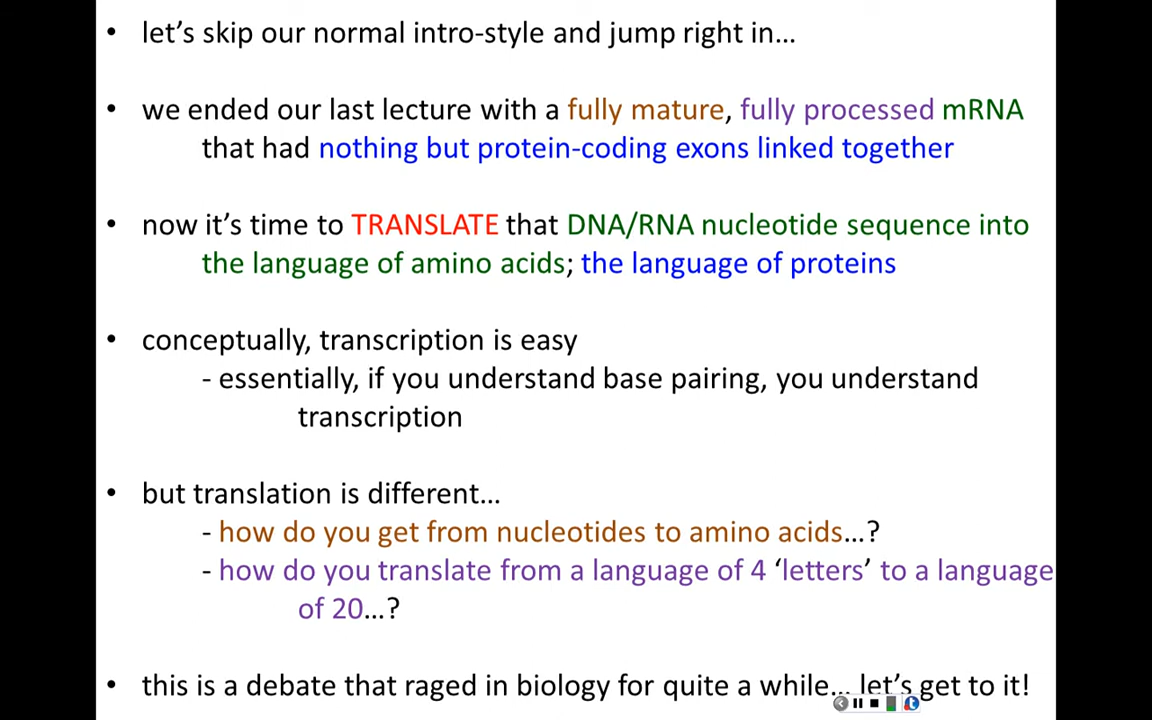 • let's skip our normal intro-style and jump right in…
• we ended our last lecture with a fully mature, fully processed mRNA
that had nothing but protein-coding exons linked together
• now it's time to TRANSLATE that DNA/RNA nucleotide sequence into
the language of amino acids; the language of proteins
• conceptually, transcription is easy
- essentially, if you understand base pairing, you understand
transcription
• but translation is different…
- how do you get from nucleotides to amino acids…?
- how do you translate from a language of 4 'letters' to a language
of 20…?
• this is a debate that raged in biology for quite a while… let's get to it!